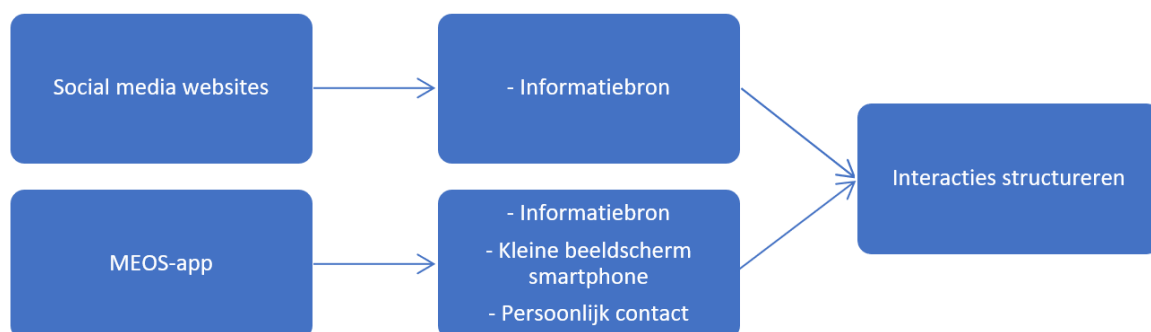 Social media websites
- Informatiebron
Interacties structureren
MEOS-app
- Informatiebron
- Kleine beeldscherm
smartphone
- Persoonlijk contact